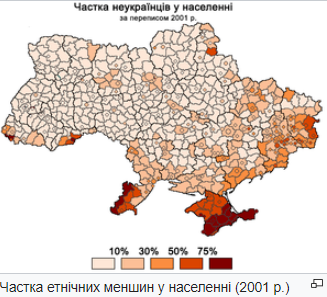 Частка неукраїнців у населенні
за переписом 2001 р.
10% 30% 50% 75%
Частка етнічних меншин у населенні (2001 р.)